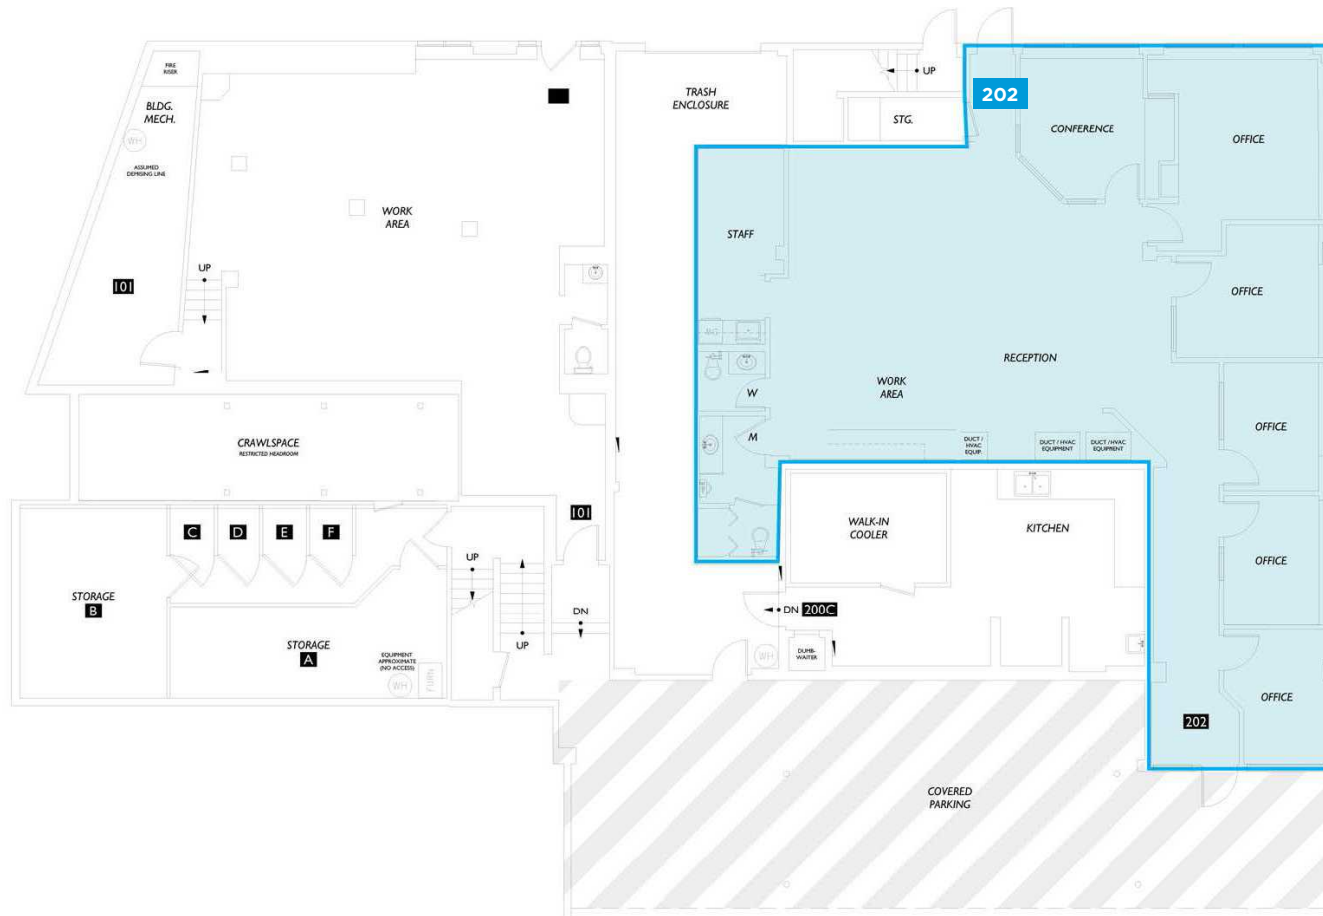 FIRE
RISER
BLDG.
MECH.
WH
ASSUMED
DEMISING LINE
101
UP
WORK
AREA
TRASH
ENCLOSURE
UP
STG.
202
CONFERENCE
OFFICE
STAFF
OFFICE
RECEPTION
WORK
AREA
W
M
OFFICE
DUCT /
HVAC
EQUIP.
DUCT / HVAC
EQUIPMENT
DUCT / HVAC
EQUIPMENT
CRAWLSPACE
RESTRICTED HEADROOM
101
C
D
E
F
UP
WALK-IN
COOLER
KITCHEN
OFFICE
STORAGE
B
DN
UP
DN 200C
STORAGE
A
EQUIPMENT
APPROXIMATE
(NO ACCESS)
WH
FURN
WH
DUMB-
WAITER
OFFICE
202
COVERED
PARKING